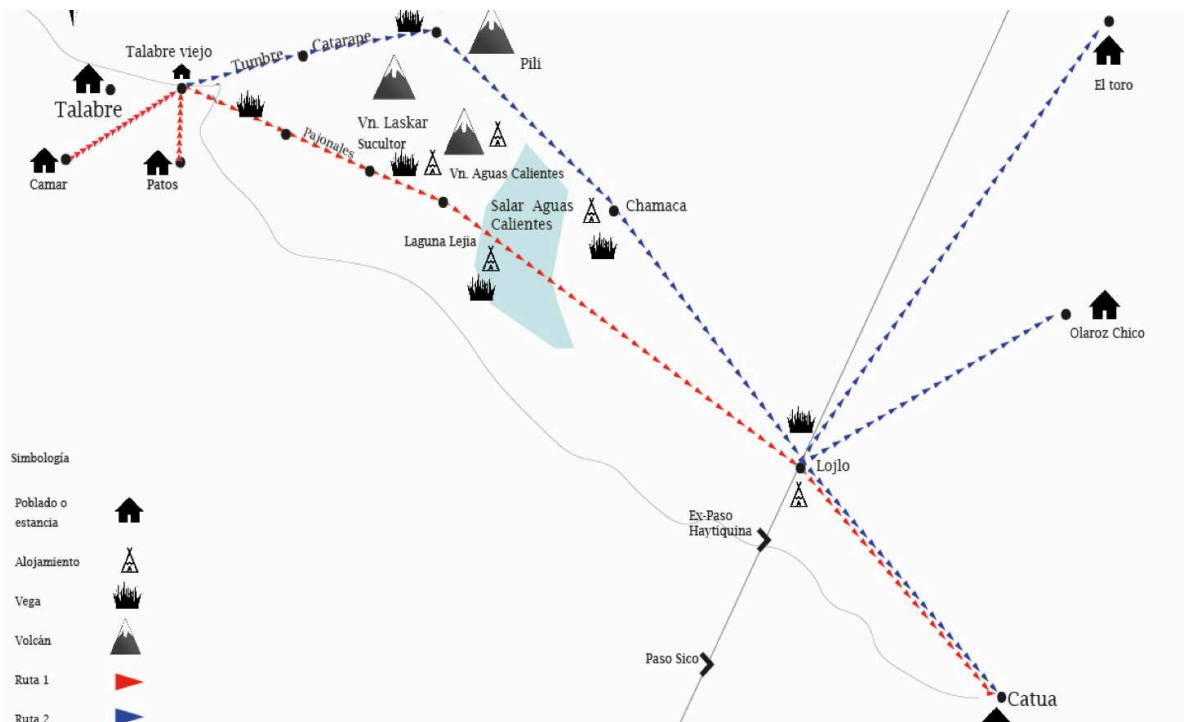 Catarape
Tumbre
Talabre viejo
Pili
El toro
Talabre
Vn. Laskar
Sucultor
Pajonales
Vn. Aguas Calientes
Camar
Patos
Salar Aguas
Calientes
Chamaca
Laguna Lejia
Olaroz Chico
Lojlo
Simbología
Poblado o
estancia
Ex-Paso
Haytiquina
Alojamiento
Vega
Volcán
Paso Sico
Ruta 1
Catua
Ruta 2